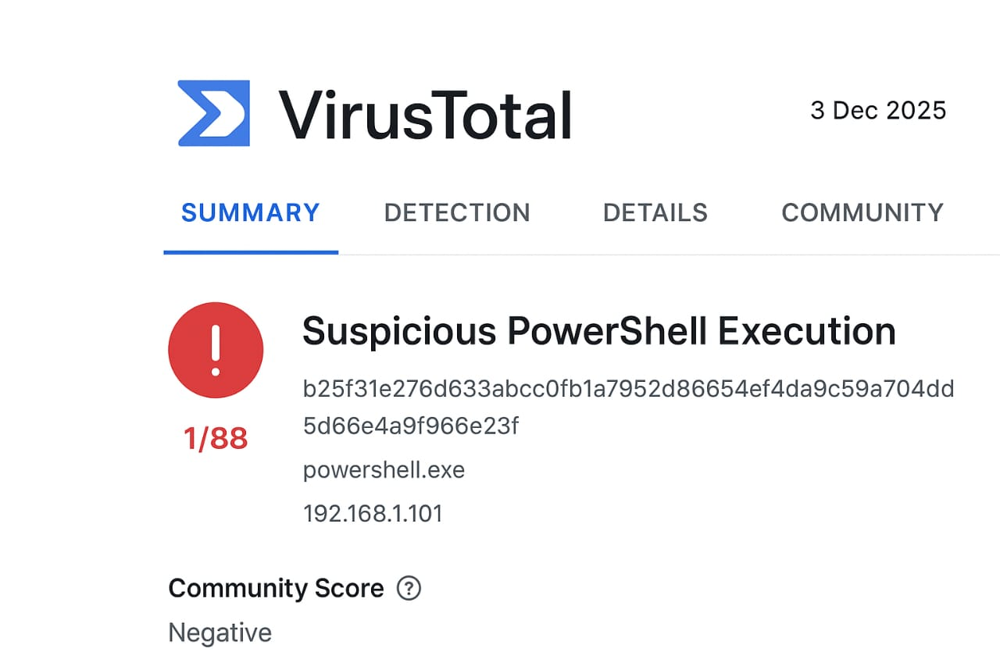 VirusTotal
3 Dec 2025
SUMMARY DETECTION DETAILS COMMUNITY
Suspicious PowerShell Execution
b25f31e276d633abcc0fb1a7952d86654ef4da9c59a704dd
5d66e4a9f966e23f
1/88
powershell.exe
192.168.1.101
Community Score ?
Negative